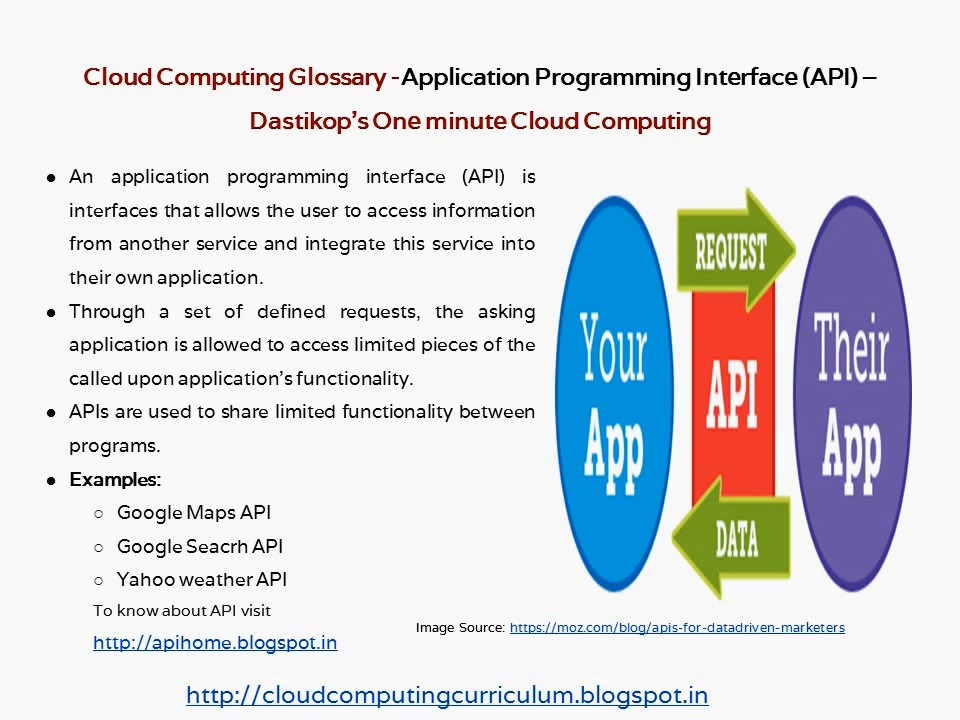 Cloud Computing Glossary - Application Programming Interface (API) –
Dastikop's One minute Cloud Computing
● An application programming interface (API) is
interfaces that allows the user to access information
from another service and integrate this service into
their own application.
● Through a set of defined requests, the asking
application is allowed to access limited pieces of the
called upon application's functionality.
● APIs are used to share limited functionality between
programs.
● Examples:
○ Google Maps API
○ Google Seacrh API
○ Yahoo weather API
To know about API visit
http://apihome.blogspot.in
Your
App
REQUEST
API
DATA
Their
App
Image Source: https://moz.com/blog/apis-for-datadriven-marketers
http://cloudcomputingcurriculum.blogspot.in